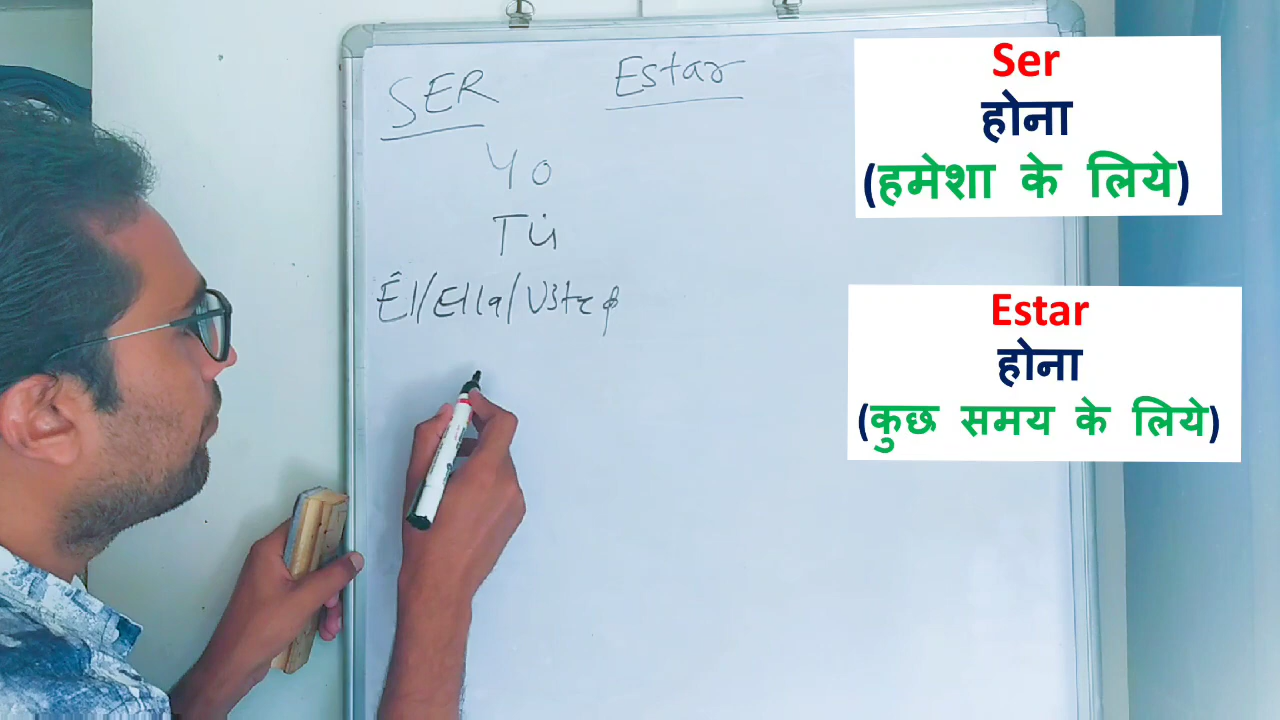 SER
Estar
Yo
Tú
Él/Ella/Usted
Ser
होना
(हमेशा के लिये)
Estar
होना
(कुछ समय के लिये)